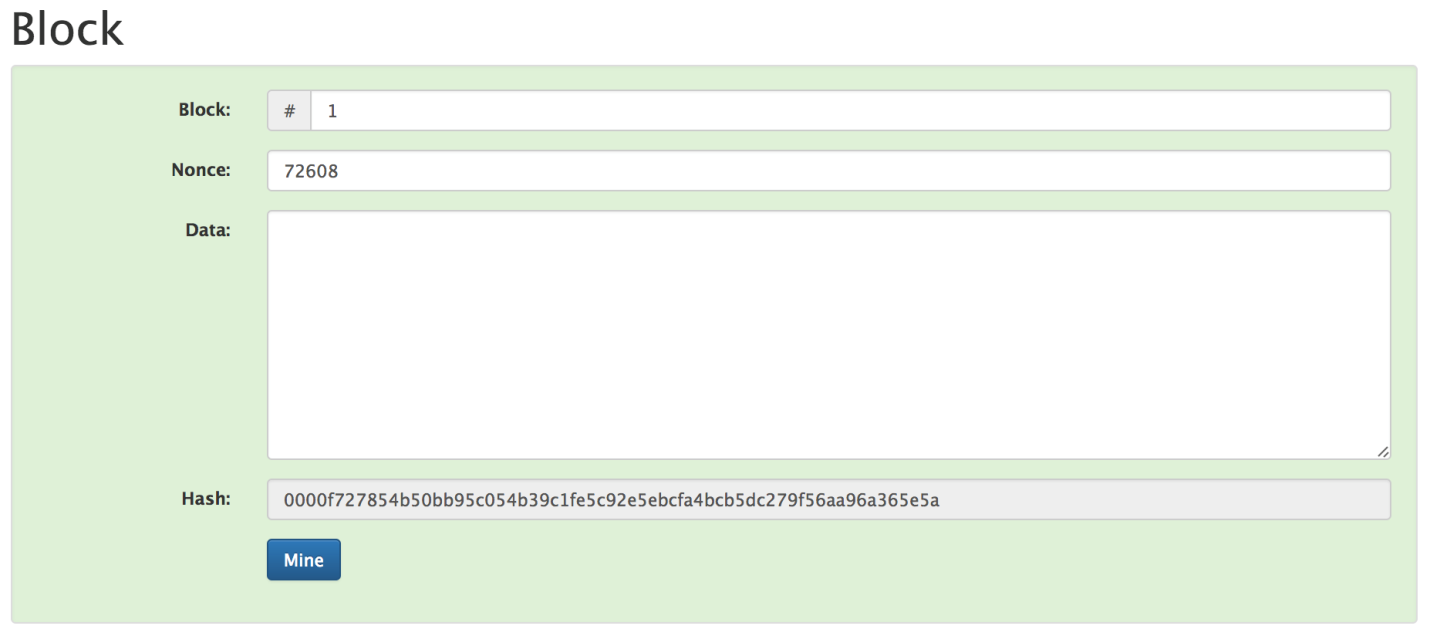 Block
Block: # 1
Nonce: 72608
Data:
Hash: 0000f727854b50bb95c054b39c1fe5c92e5ebcfa4bcb5dc279f56aa96a365e5a
Mine